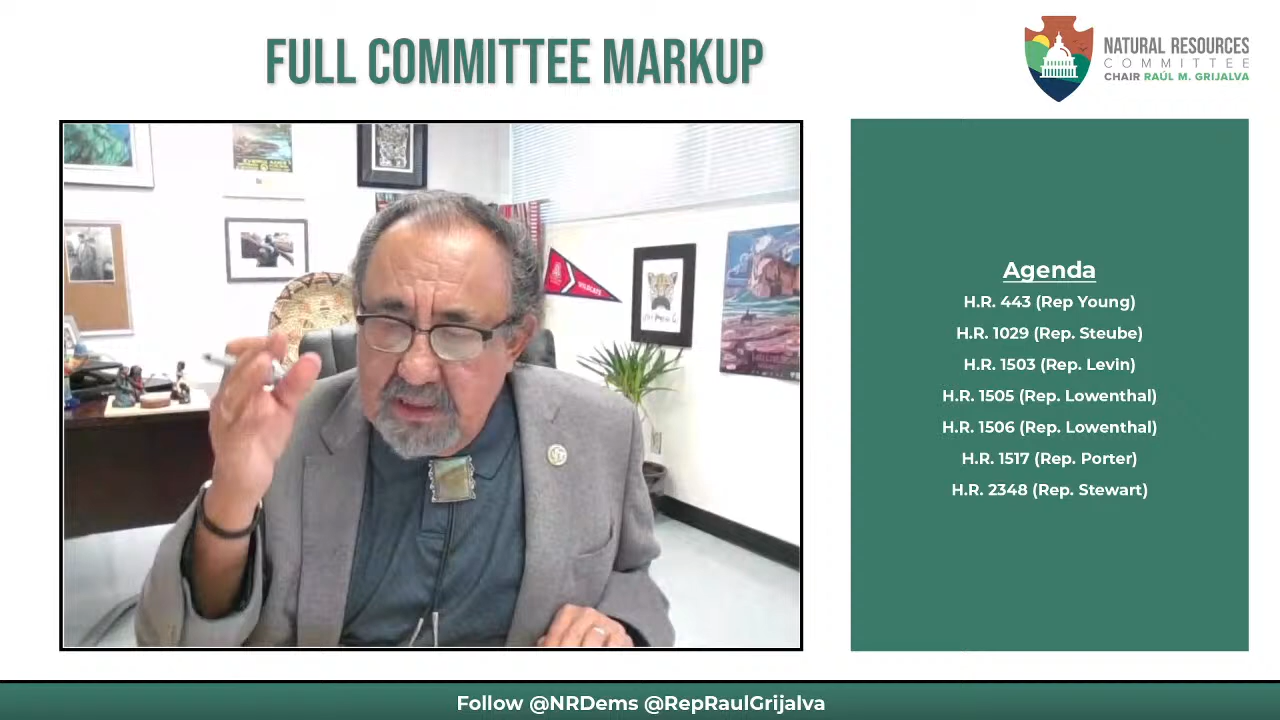 FULL COMMITTEE MARKUP
NATURAL RESOURCES
COMMITTEE
CHAIR RAÚL M. GRIJALVA
WILDCATS
Agenda
H.R. 443 (Rep Young)
H.R. 1029 (Rep. Steube)
H.R. 1503 (Rep. Levin)
H.R. 1505 (Rep. Lowenthal)
H.R. 1506 (Rep. Lowenthal)
H.R. 1517 (Rep. Porter)
H.R. 2348 (Rep. Stewart)
Follow @NRDems @RepRaulGrijalva